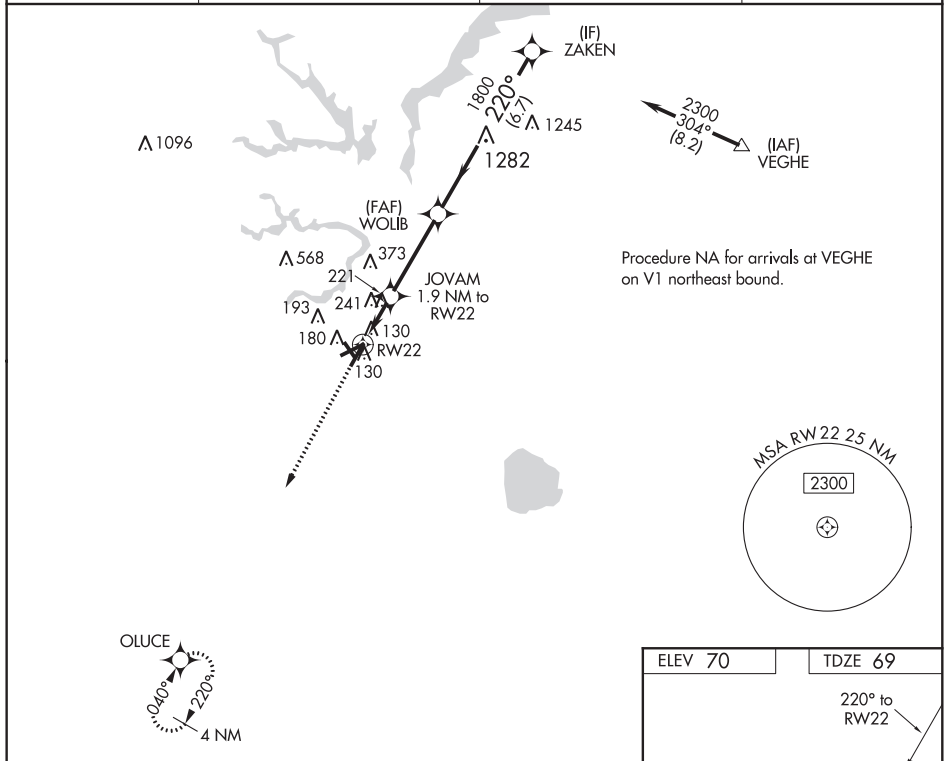 (IF)
ZAKEN
1800
220°
(6.7)
1245
1282
1096
2300
304°
(8.2)
(IAF)
VEGHE
(FAF)
WOLIB
568
373
Procedure NA for arrivals at VEGHE
on V1 northeast bound.
221
JOVAM
1.9 NM to
RW22
241
193
130
180
RW22
130
MSA RW22 25 NM
2300
OLUCE
040°
220°
4 NM
ELEV 70
TDZE 69
220° to
RW22